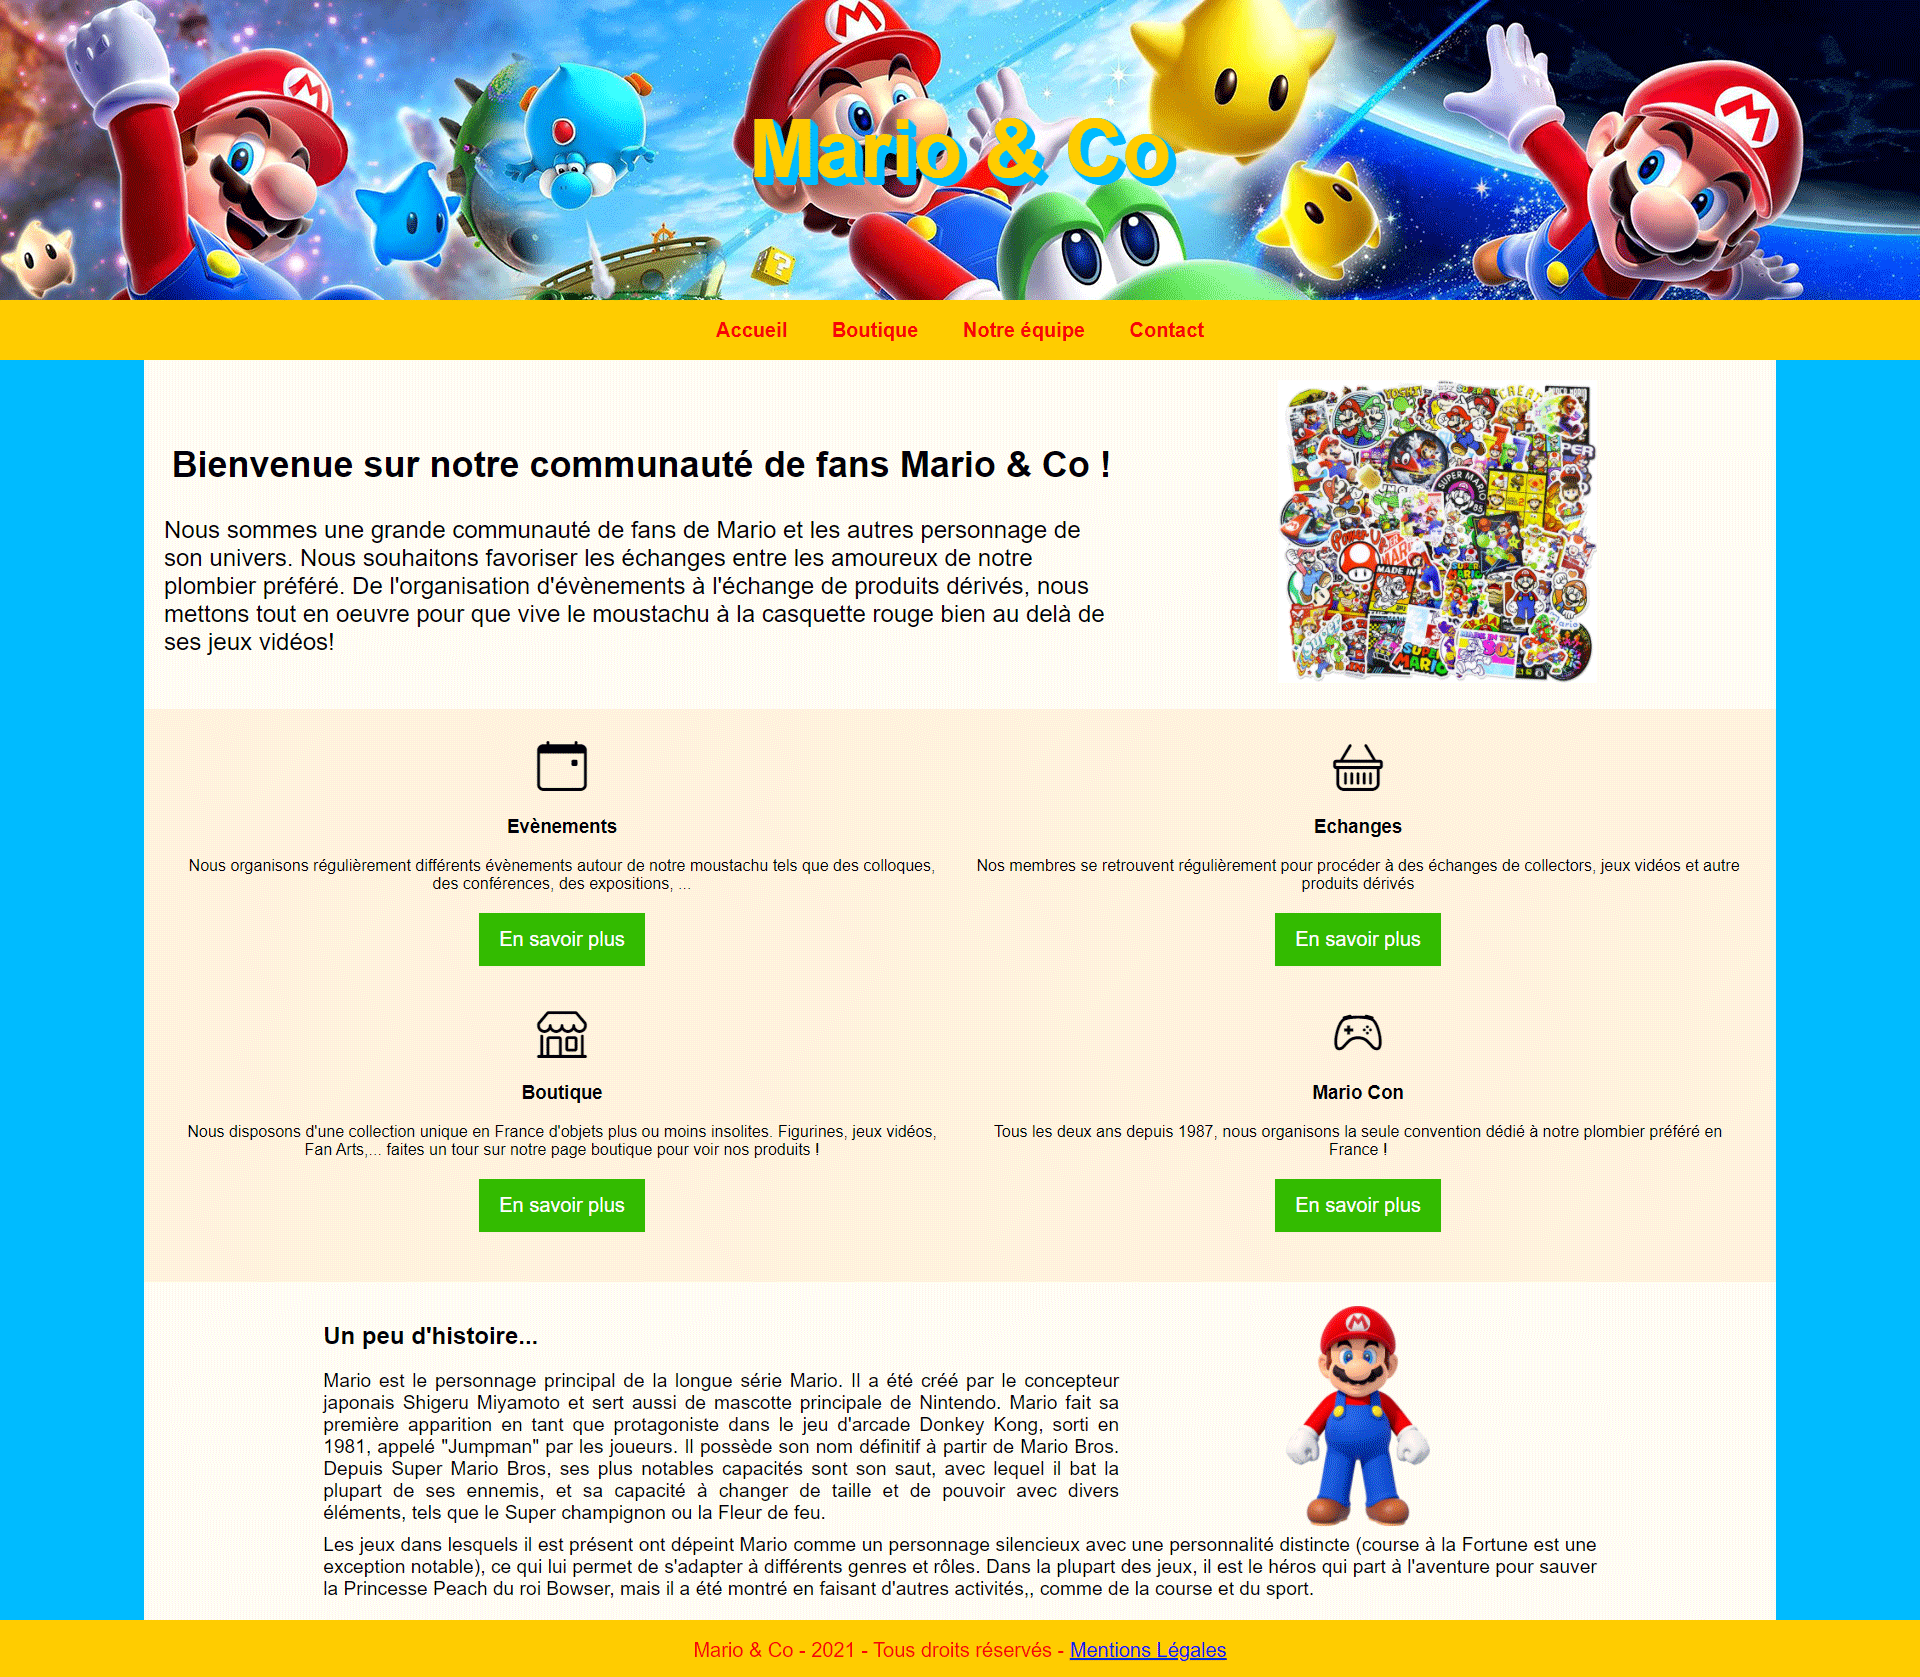 Mario & Co
Accueil Boutique Notre équipe Contact
Bienvenue sur notre communauté de fans Mario & Co !
Nous sommes une grande communauté de fans de Mario et les autres personnage de
son univers. Nous souhaitons favoriser les échanges entre les amoureux de notre
plombier préféré. De l'organisation d'évènements à l'échange de produits dérivés, nous
mettons tout en oeuvre pour que vive le moustachu à la casquette rouge bien au delà de
ses jeux vidéos!
SUPER MARIO
85
MADE IN
SUPER
MARIO
Evènements
Nous organisons régulièrement différents évènements autour de notre moustachu tels que des colloques,
des conférences, des expositions, ...
En savoir plus
Echanges
Nos membres se retrouvent régulièrement pour procéder à des échanges de collectors, jeux vidéos et autre
produits dérivés
En savoir plus
Boutique
Nous disposons d'une collection unique en France d'objets plus ou moins insolites. Figurines, jeux vidéos,
Fan Arts,... faites un tour sur notre page boutique pour voir nos produits !
En savoir plus
Mario Con
Tous les deux ans depuis 1987, nous organisons la seule convention dédié à notre plombier préféré en
France !
En savoir plus
Un peu d'histoire...
Mario est le personnage principal de la longue série Mario. Il a été créé par le concepteur
japonais Shigeru Miyamoto et sert aussi de mascotte principale de Nintendo. Mario fait sa
première apparition en tant que protagoniste dans le jeu d'arcade Donkey Kong, sorti en
1981, appelé "Jumpman" par les joueurs. Il possède son nom définitif à partir de Mario Bros.
Depuis Super Mario Bros, ses plus notables capacités sont son saut, avec lequel il bat la
plupart de ses ennemis, et sa capacité à changer de taille et de pouvoir avec divers
éléments, tels que le Super champignon ou la Fleur de feu.
Les jeux dans lesquels il est présent ont dépeint Mario comme un personnage silencieux avec une personnalité distincte (course à la Fortune est une
exception notable), ce qui lui permet de s'adapter à différents genres et rôles. Dans la plupart des jeux, il est le héros qui part à l'aventure pour sauver
la Princesse Peach du roi Bowser, mais il a été montré en faisant d'autres activités,, comme de la course et du sport.
Mario & Co - 2021 - Tous droits réservés - Mentions Légales